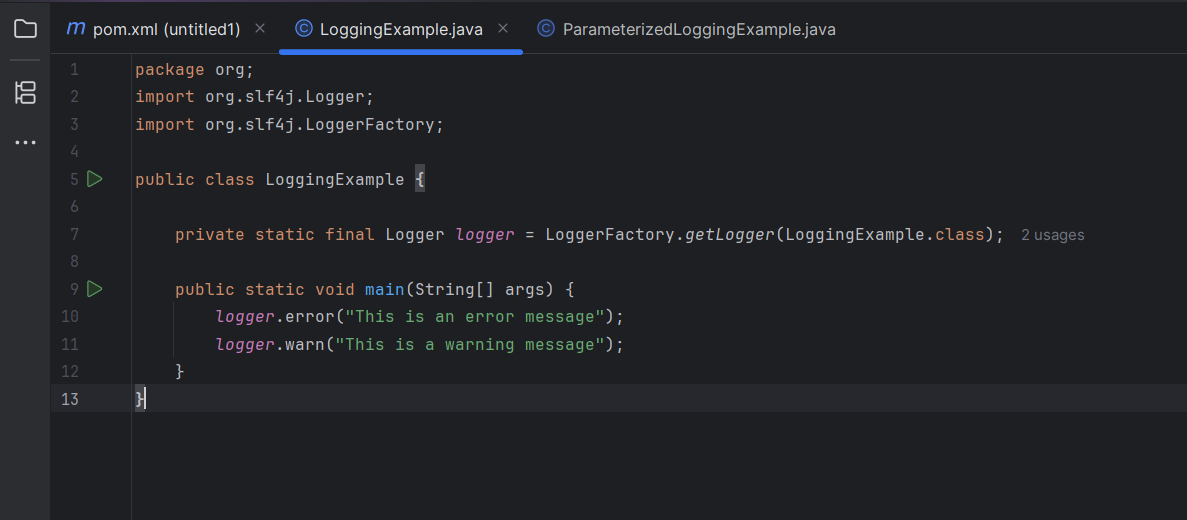 m pom.xml (untitled1) × © LoggingExample.java × © ParameterizedLoggingExample.java
1 package org;
2 import org.slf4j.Logger;
3 import org.slf4j.LoggerFactory;
4
5 public class LoggingExample {
6
7 private static final Logger logger = LoggerFactory.getLogger(LoggingExample.class); 2 usages
8
9 public static void main(String[] args) {
10 logger.error("This is an error message");
11 logger.warn("This is a warning message");
12 }
13 }